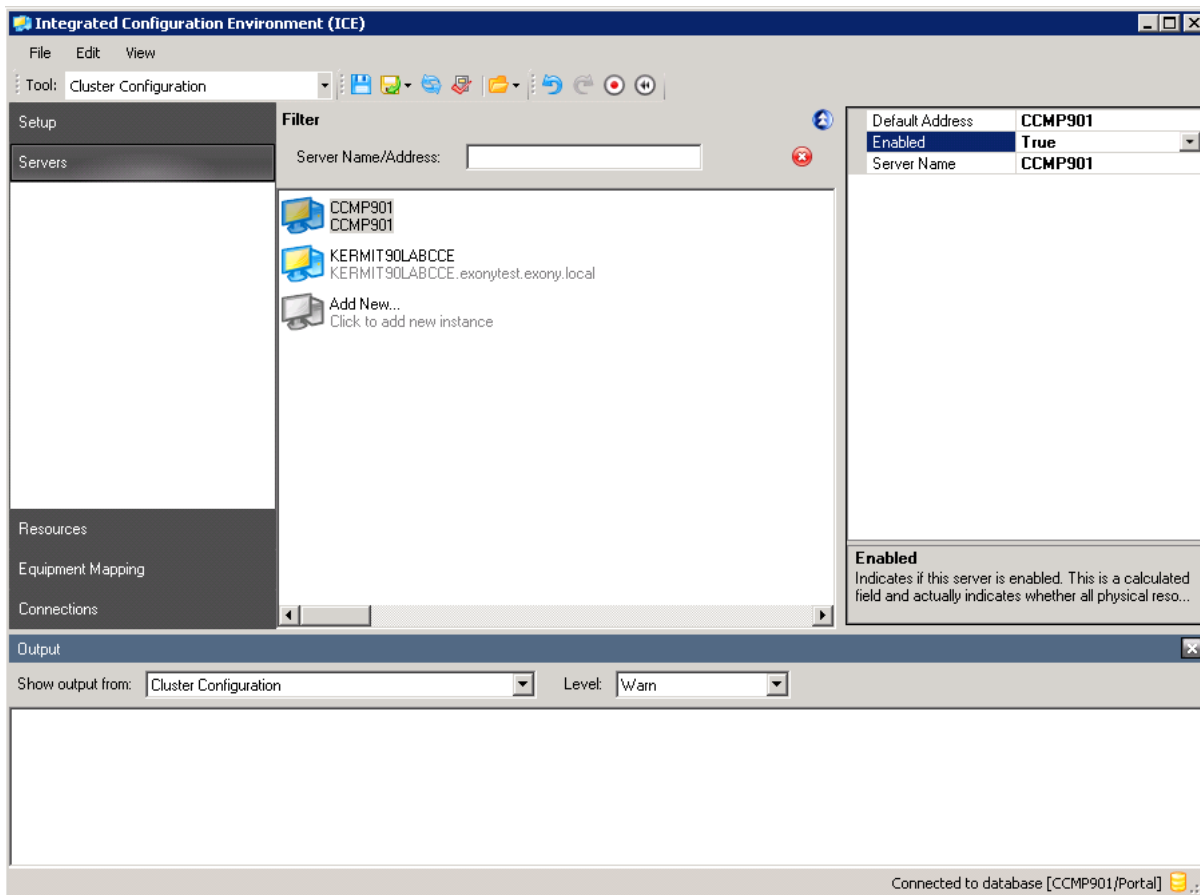 Integrated Configuration Environment (ICE)
File Edit View
Tool: Cluster Configuration
Setup
Servers
Filter
Server Name/Address:
CCMP901
CCMP901
KERMIT90LABCCE
KERMIT90LABCCE.exonytest.exony.local
Add New...
Click to add new instance
Default Address CCMP901
Enabled True
Server Name CCMP901
Resources
Equipment Mapping
Connections
Enabled
Indicates if this server is enabled. This is a calculated
field and actually indicates whether all physical reso...
Output
Show output from: Cluster Configuration Level: Warn
Connected to database [CCMP901/Portal]